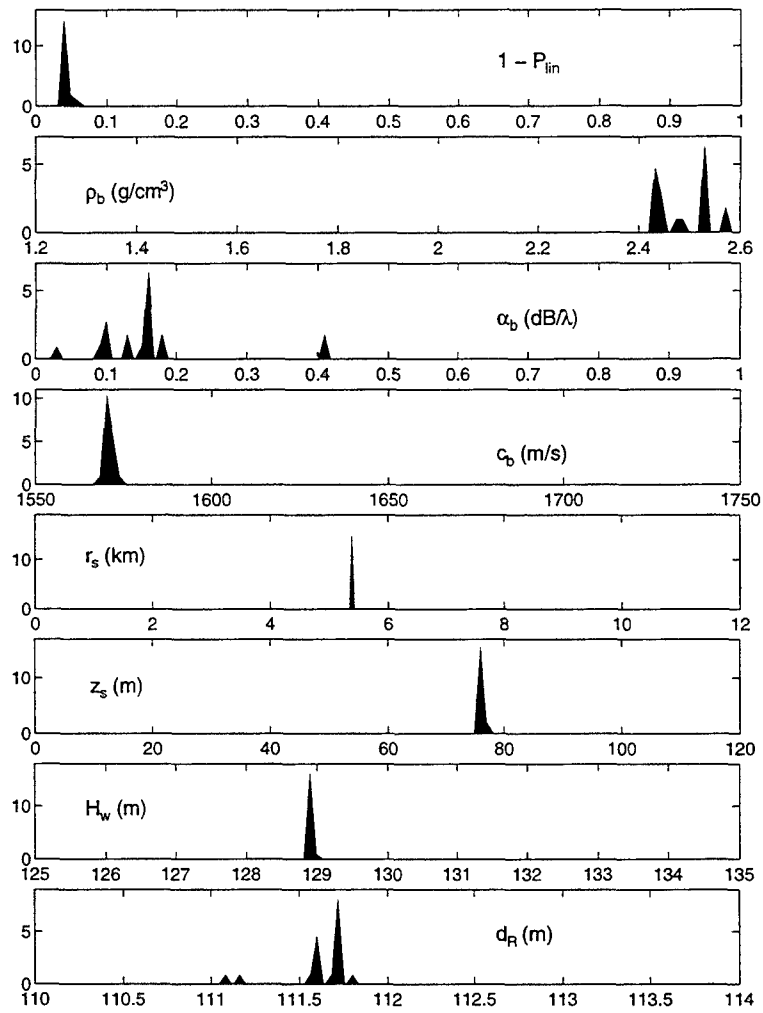 10
0
1 – P_lin
0 0.1 0.2 0.3 0.4 0.5 0.6 0.7 0.8 0.9 1
5
0
ρ_b (g/cm³)
1.2 1.4 1.6 1.8 2 2.2 2.4 2.6
5
0
α_b (dB/λ)
0 0.1 0.2 0.3 0.4 0.5 0.6 0.7 0.8 0.9 1
10
5
0
c_b (m/s)
1550 1600 1650 1700 1750
10
0
r_s (km)
0 2 4 6 8 10 12
10
0
z_s (m)
0 20 40 60 80 100 120
10
0
H_w (m)
125 126 127 128 129 130 131 132 133 134 135
5
0
d_R (m)
110 110.5 111 111.5 112 112.5 113 113.5 114